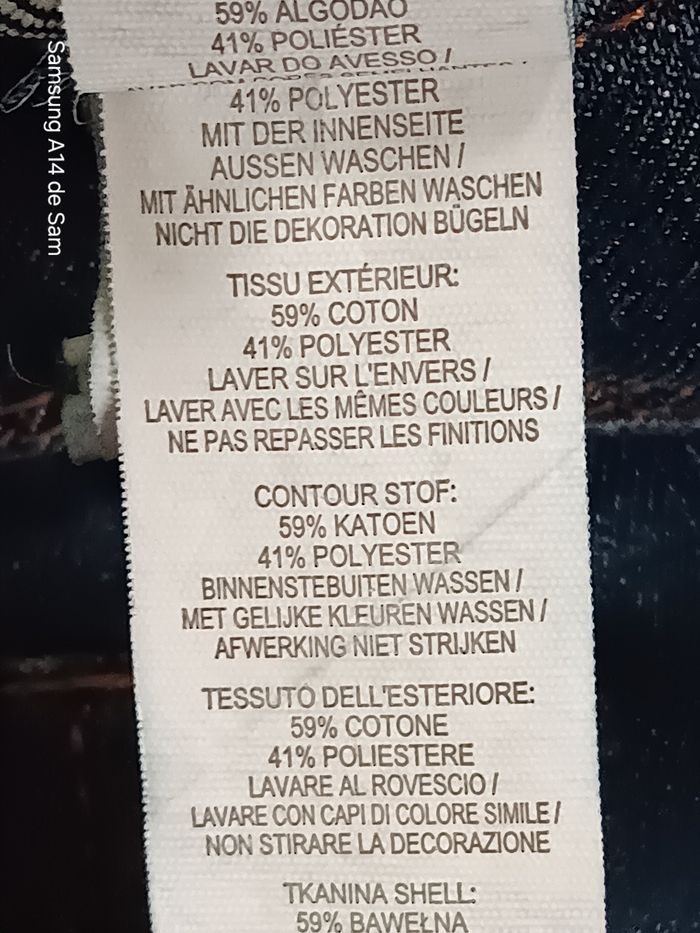 59% ALGODÃO
41% POLIÉSTER
LAVAR DO AVESSO /
41% POLYESTER
MIT DER INNENSEITE
AUSSEN WASCHEN /
MIT ÄHNLICHEN FARBEN WASCHEN
NICHT DIE DEKORATION BÜGELN
TISSU EXTÉRIEUR:
59% COTON
41% POLYESTER
LAVER SUR L'ENVERS /
LAVER AVEC LES MÊMES COULEURS /
NE PAS REPASSER LES FINITIONS
CONTOUR STOF:
59% KATOEN
41% POLYESTER
BINNENSTEBUITEN WASSEN /
MET GELIJKE KLEUREN WASSEN /
AFWERKING NIET STRIJKEN
TESSUTO DELL'ESTERIORE:
59% COTONE
41% POLIESTERE
LAVARE AL ROVESCIO /
LAVARE CON CAPI DI COLORE SIMILE /
NON STIRARE LA DECORAZIONE
TKANINA SHELL:
59% BAWEŁNA
Samsung A14 de Sam